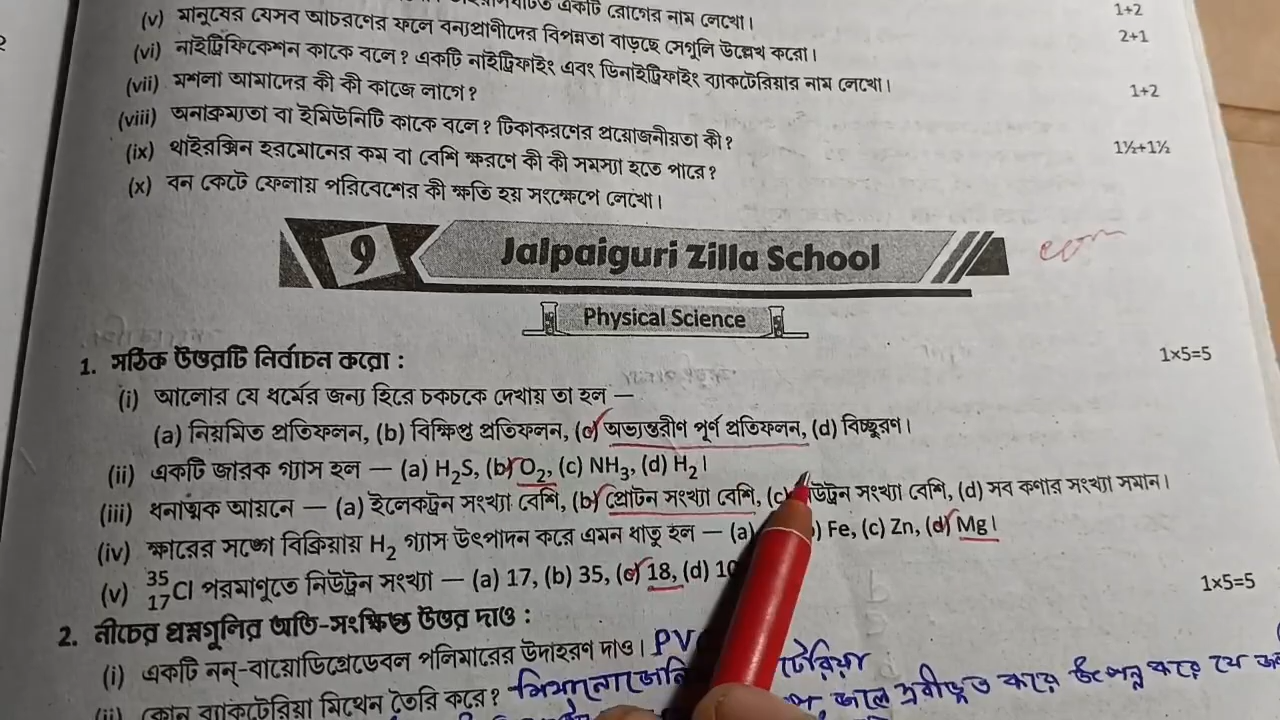 একটি রোগের নাম লেখো।
(v) মানুষের যেসব আচরণের ফলে বন্যপ্রাণীদের বিপন্নতা বাড়ছে সেগুলি উল্লেখ করো। 1+2
(vi) নাইট্রিফিকেশন কাকে বলে? একটি নাইট্রিফাইং এবং ডিনাইট্রিফাইং ব্যাকটেরিয়ার নাম লেখো। 2+1
(vii) মশলা আমাদের কী কী কাজে লাগে?
(viii) অনাক্রম্যতা বা ইমিউনিটি কাকে বলে? টিকাকরণের প্রয়োজনীয়তা কী? 1+2
(ix) থাইরক্সিন হরমোনের কম বা বেশি ক্ষরণে কী কী সমস্যা হতে পারে? 1½+1½
(x) বন কেটে ফেলায় পরিবেশের কী ক্ষতি হয় সংক্ষেপে লেখো।
9 Jalpaiguri Zilla School
Physical Science
1. সঠিক উত্তরটি নির্বাচন করো : 1×5=5
(i) আলোর যে ধর্মের জন্য হিরে চকচকে দেখায় তা হল —
(a) নিয়মিত প্রতিফলন, (b) বিক্ষিপ্ত প্রতিফলন, (c) অভ্যন্তরীণ পূর্ণ প্রতিফলন, (d) বিচ্ছুরণ।
(ii) একটি জারক গ্যাস হল — (a) H₂S, (b) O₂, (c) NH₃, (d) H₂।
(iii) ধনাত্মক আয়নে — (a) ইলেকট্রন সংখ্যা বেশি, (b) প্রোটন সংখ্যা বেশি, (c) সংখ্যা বেশি, (d) সব কণার সংখ্যা সমান।
(iv) ক্ষারের সঙ্গে বিক্রিয়ায় H₂ গ্যাস উৎপাদন করে এমন ধাতু হল — (a) Fe, (c) Zn, (d) Mg।
(v) ³⁵₁₇Cl পরমাণুতে নিউট্রন সংখ্যা — (a) 17, (b) 35, (c) 18, (d)
2. নীচের প্রশ্নগুলির অতি-সংক্ষিপ্ত উত্তর দাও : 1×5=5
(i) একটি নন্-বায়োডিগ্রেডেবল পলিমারের উদাহরণ দাও।
(ii) কোন ব্যাকটেরিয়া মিথেন তৈরি করে?